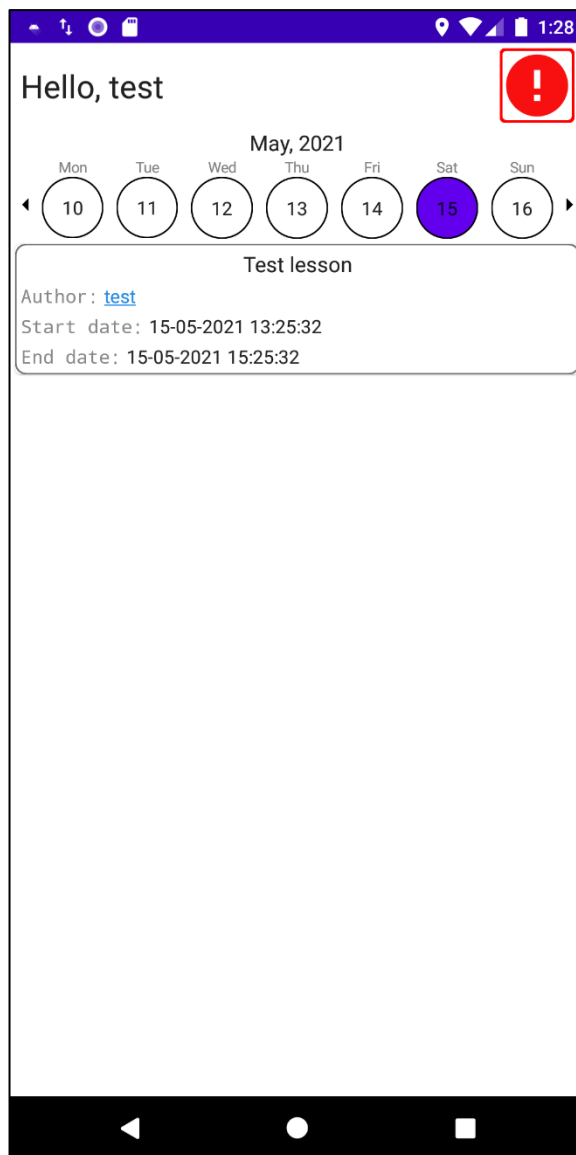 1:28
Hello, test
May, 2021
Mon Tue Wed Thu Fri Sat Sun
10 11 12 13 14 15 16
Test lesson
Author: test
Start date: 15-05-2021 13:25:32
End date: 15-05-2021 15:25:32